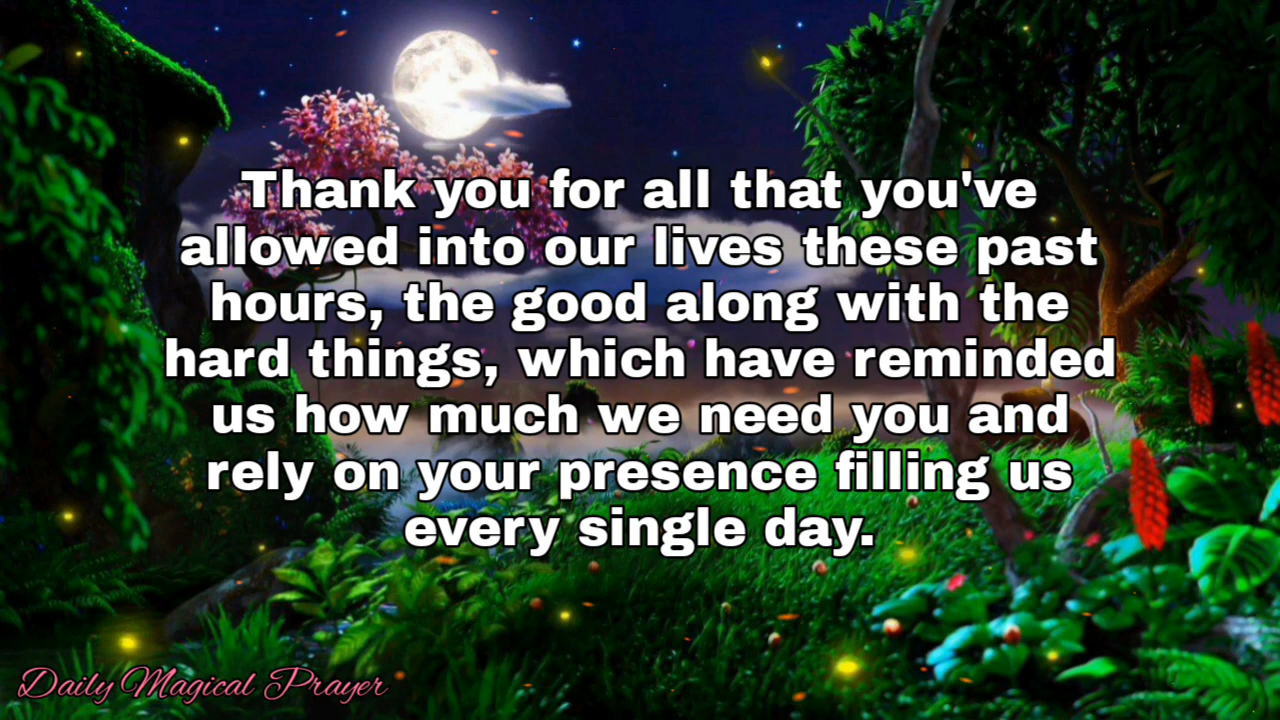 Thank you for all that you've
allowed into our lives these past
hours, the good along with the
hard things, which have reminded
us how much we need you and
rely on your presence filling us
every single day.
Daily Magical Prayer